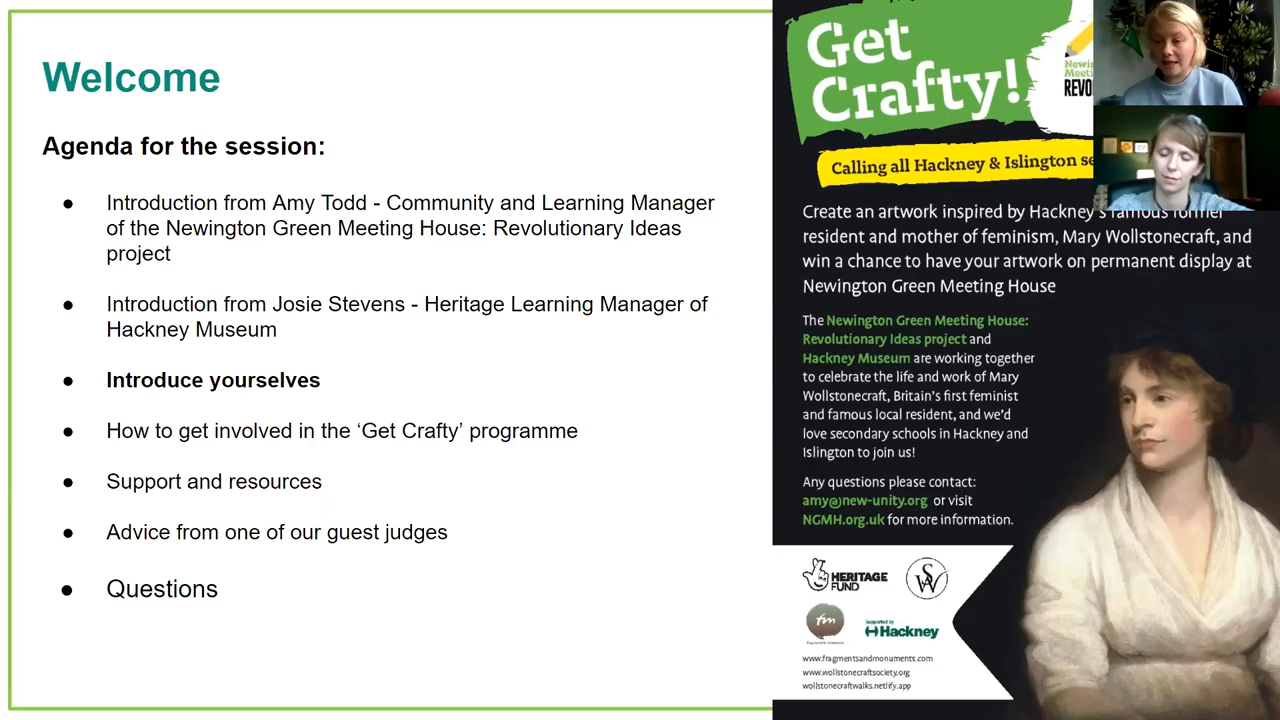 Welcome
Agenda for the session:
● Introduction from Amy Todd - Community and Learning Manager
of the Newington Green Meeting House: Revolutionary Ideas
project
● Introduction from Josie Stevens - Heritage Learning Manager of
Hackney Museum
● Introduce yourselves
● How to get involved in the ‘Get Crafty’ programme
● Support and resources
● Advice from one of our guest judges
● Questions
Get
Crafty!
Newin
Meeti
REVO
Calling all Hackney & Islington se
Create an artwork inspired by Hackney's famous former
resident and mother of feminism, Mary Wollstonecraft, and
win a chance to have your artwork on permanent display at
Newington Green Meeting House
The Newington Green Meeting House:
Revolutionary Ideas project and
Hackney Museum are working together
to celebrate the life and work of Mary
Wollstonecraft, Britain's first feminist
and famous local resident, and we'd
love secondary schools in Hackney and
Islington to join us!
Any questions please contact:
amy@new-unity.org or visit
NGMH.org.uk for more information.
HERITAGE
FUND
SW
fm
supported by
Hackney
www.fragmentsandmonuments.com
www.wollstonecraftsociety.org
wollstonecraftwalks.netlify.app